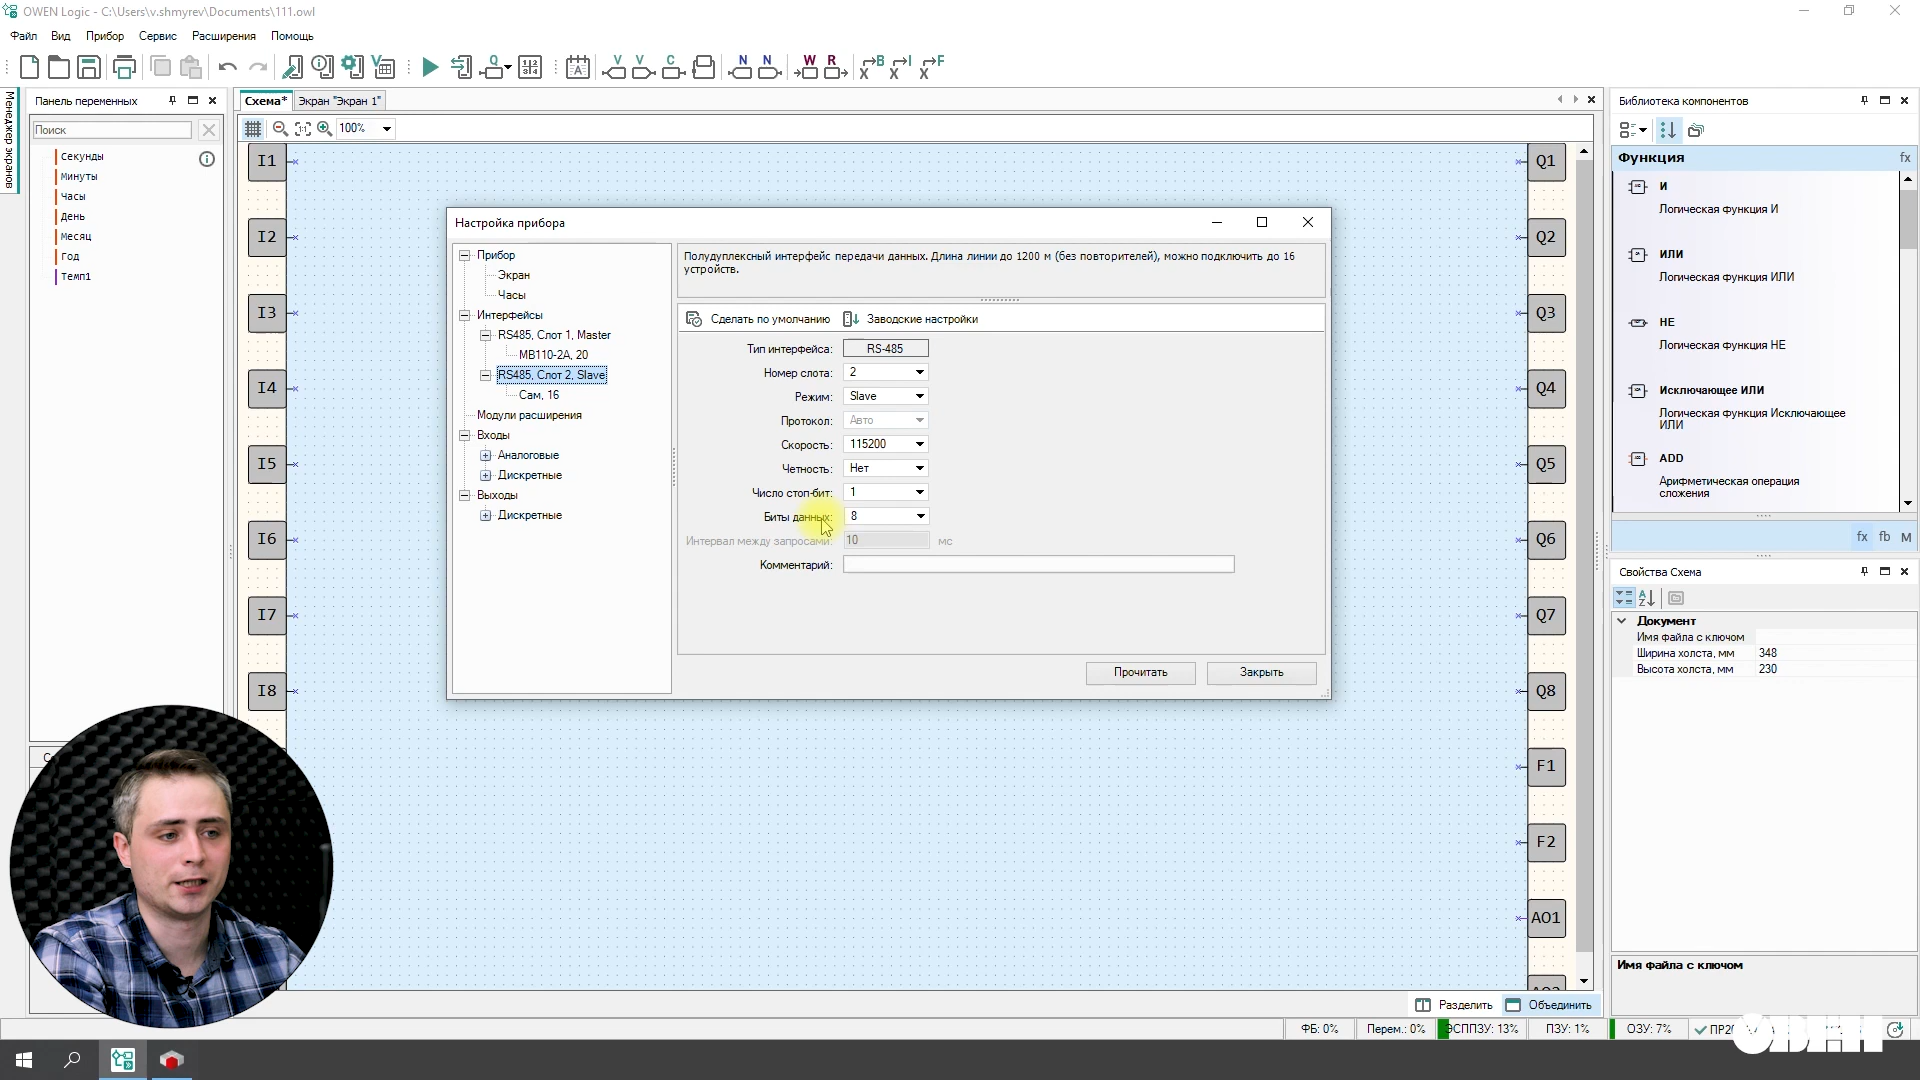 OWEN Logic - C:\Users\v.shmyrev\Documents\111.owl
Файл Вид Прибор Сервис Расширения Помощь
Менеджер экранов
Панель переменных
Поиск
Секунды
Минуты
Часы
День
Месяц
Год
Темп1
Схема* Экран "Экран 1"
100%
I1
I2
I3
I4
I5
I6
I7
I8
Настройка прибора
Прибор
Экран
Часы
Интерфейсы
RS485, Слот 1, Master
МВ110-2А, 20
RS485, Слот 2, Slave
Сам, 16
Модули расширения
Входы
Аналоговые
Дискретные
Выходы
Дискретные
Полудуплексный интерфейс передачи данных. Длина линии до 1200 м (без повторителей), можно подключить до 16
устройств.
Сделать по умолчанию Заводские настройки
Тип интерфейса: RS-485
Номер слота: 2
Режим: Slave
Протокол: Авто
Скорость: 115200
Четность: Нет
Число стоп-бит: 1
Биты данных: 8
Интервал между запросами: 10 мс
Комментарий:
Прочитать Закрыть
Q1
Q2
Q3
Q4
Q5
Q6
Q7
Q8
F1
F2
AO1
Библиотека компонентов
Функция fx
И
Логическая функция И
ИЛИ
Логическая функция ИЛИ
НЕ
Логическая функция НЕ
Исключающее ИЛИ
Логическая функция Исключающее
ИЛИ
ADD
Арифметическая операция
сложения
fx fb M
Свойства Схема
Документ
Имя файла с ключом
Ширина холста, мм 348
Высота холста, мм 230
Имя файла с ключом
Разделить Объединить
ФБ: 0% Перем.: 0% ЭСППЗУ: 13% ПЗУ: 1% ОЗУ: 7%
ОВЕН